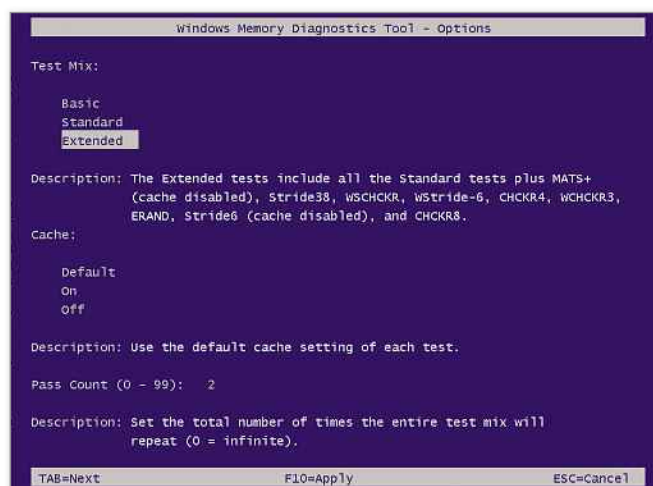 Windows Memory Diagnostics Tool - Options
Test Mix:
Basic
Standard
Extended
Description: The Extended tests include all the Standard tests plus MATS+
(cache disabled), Stride38, WSCHCKR, WStride-6, CHCKR4, WCHCKR3,
ERAND, Stride6 (cache disabled), and CHCKR8.
Cache:
Default
On
Off
Description: Use the default cache setting of each test.
Pass Count (0 - 99): 2
Description: Set the total number of times the entire test mix will
repeat (0 = infinite).
TAB=Next F10=Apply ESC=Cancel